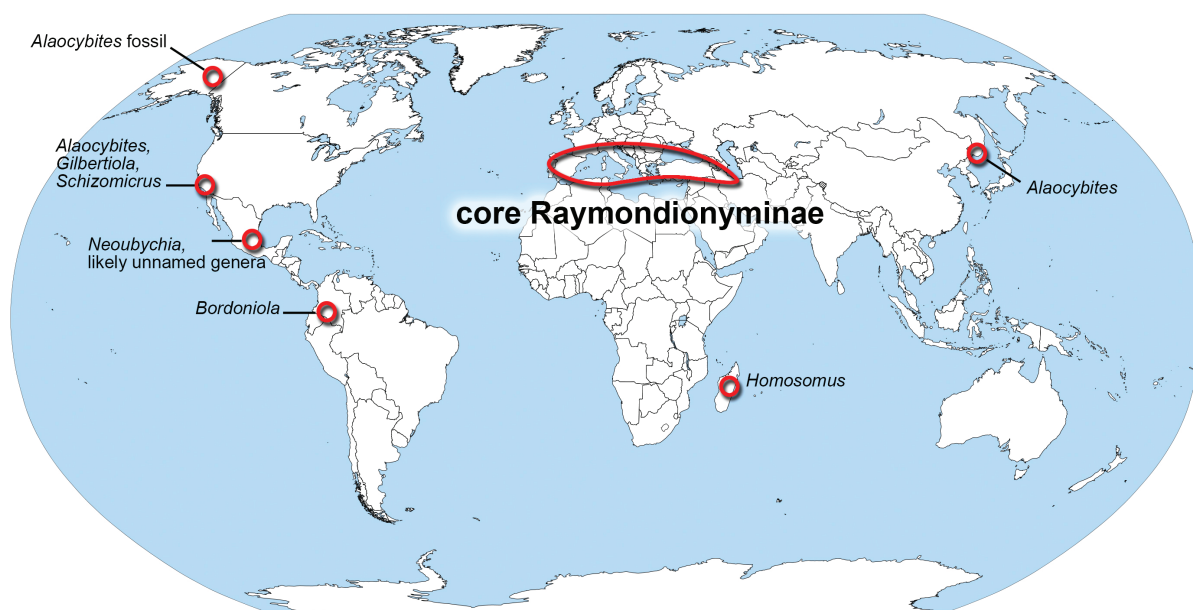 Alaocybites fossil
Alaocybites,
Gilbertiola,
Schizomicrus
Neoubychia,
likely unnamed genera
Bordoniola
core Raymondionyminae
Homosomus
Alaocybites